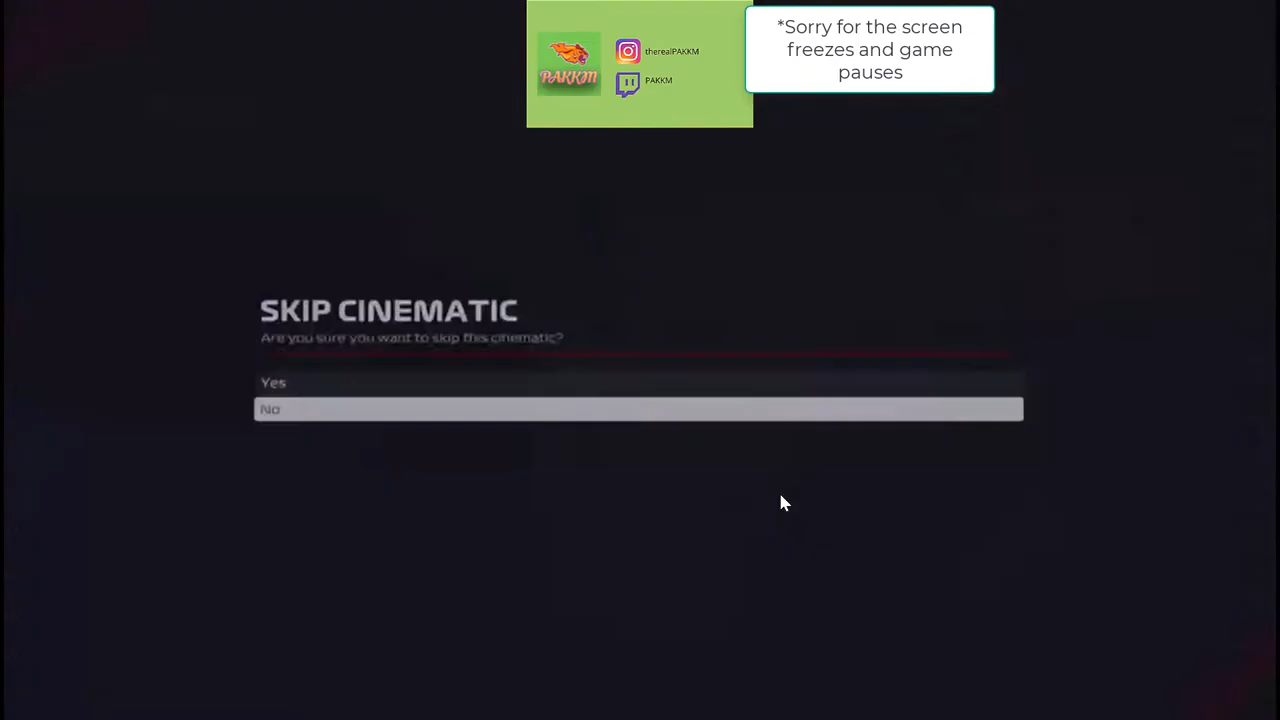 therealPAKKM
PAKKM
PAKKM
*Sorry for the screen
freezes and game
pauses
SKIP CINEMATIC
Are you sure you want to skip this cinematic?
Yes
No